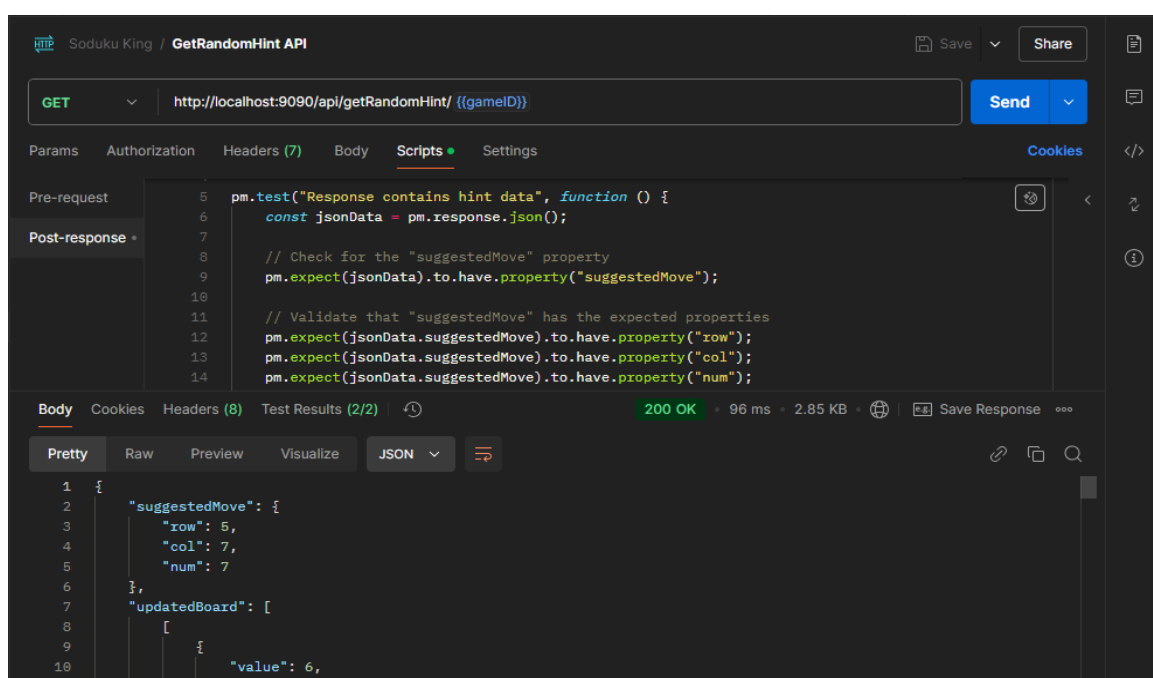 HTTP Soduku King / GetRandomHint API Save Share
GET http://localhost:9090/api/getRandomHint/ {{gameID}} Send
Params Authorization Headers (7) Body Scripts Settings Cookies
Pre-request
Post-response
5 pm.test("Response contains hint data", function () {
6 const jsonData = pm.response.json();
7
8 // Check for the "suggestedMove" property
9 pm.expect(jsonData).to.have.property("suggestedMove");
10
11 // Validate that "suggestedMove" has the expected properties
12 pm.expect(jsonData.suggestedMove).to.have.property("row");
13 pm.expect(jsonData.suggestedMove).to.have.property("col");
14 pm.expect(jsonData.suggestedMove).to.have.property("num");
Body Cookies Headers (8) Test Results (2/2) 200 OK 96 ms 2.85 KB e.g. Save Response
Pretty Raw Preview Visualize JSON
1 {
2 "suggestedMove": {
3 "row": 5,
4 "col": 7,
5 "num": 7
6 },
7 "updatedBoard": [
8 [
9 {
10 "value": 6,